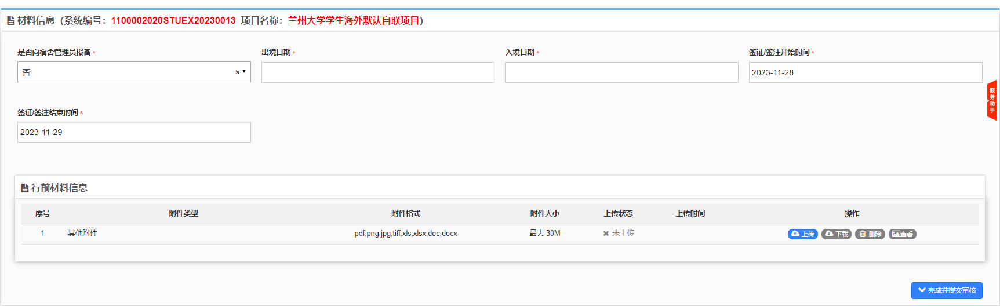 材料信息（系统编号：1100002020STUEX20230013 项目名称：兰州大学学生海外默认自联项目）
是否向宿舍管理员报备 * 出境日期 * 入境日期 * 签证/签注开始时间 *
否 × ▼ 2023-11-28
服务助手
签证/签注结束时间 *
2023-11-29
行前材料信息
序号 附件类型 附件格式 附件大小 上传状态 上传时间 操作
1 其他附件 pdf,png,jpg,tiff,xls,xlsx,doc,docx 最大 30M ✖ 未上传 上传 下载 删除 查看
完成并提交审核